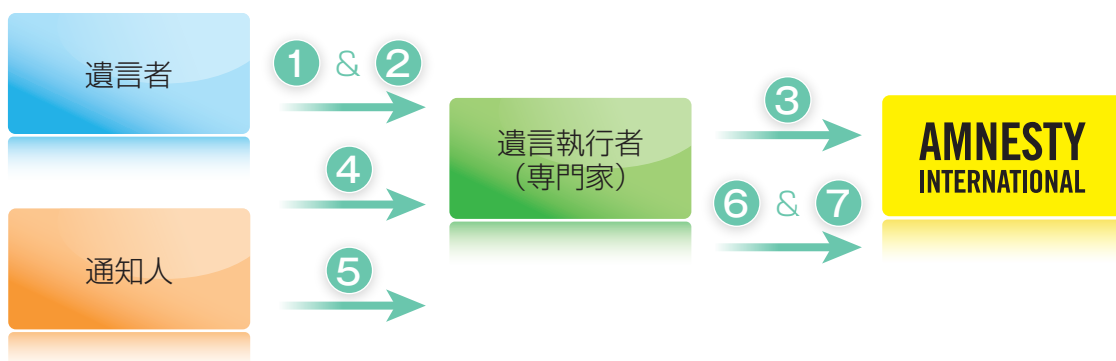 遺言者
① & ②
④
通知人
⑤
遺言執行者
（専門家）
③
⑥ & ⑦
AMNESTY
INTERNATIONAL